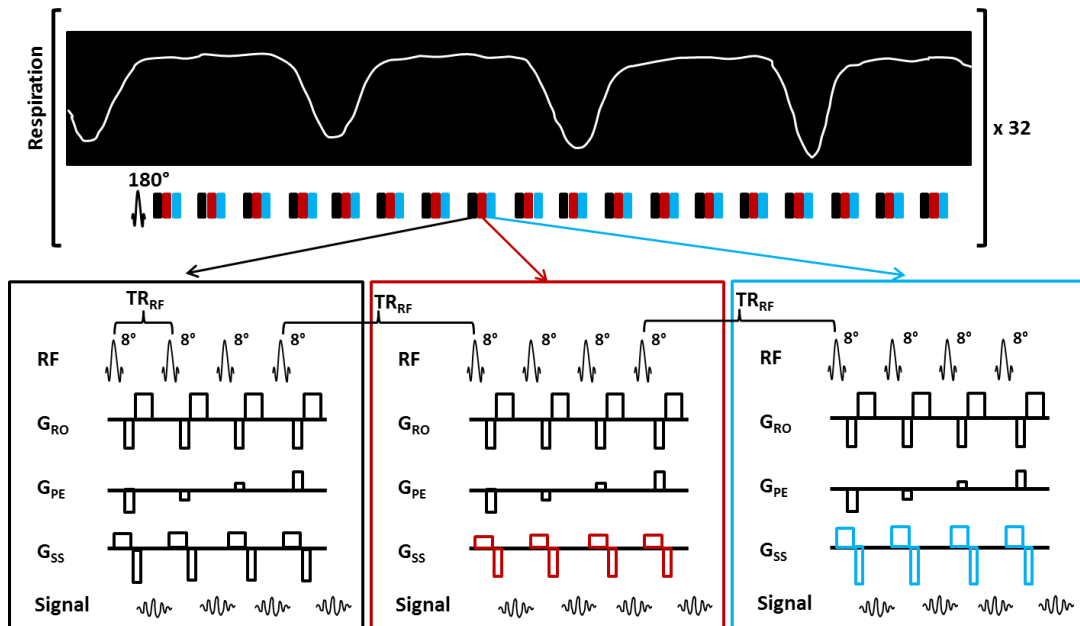 Respiration
x 32
180°
TR_RF
TR_RF
TR_RF
RF 8° 8° 8° 8°
RF 8° 8° 8° 8°
RF 8° 8° 8° 8°
G_RO
G_RO
G_RO
G_PE
G_PE
G_PE
G_SS
G_SS
G_SS
Signal
Signal
Signal